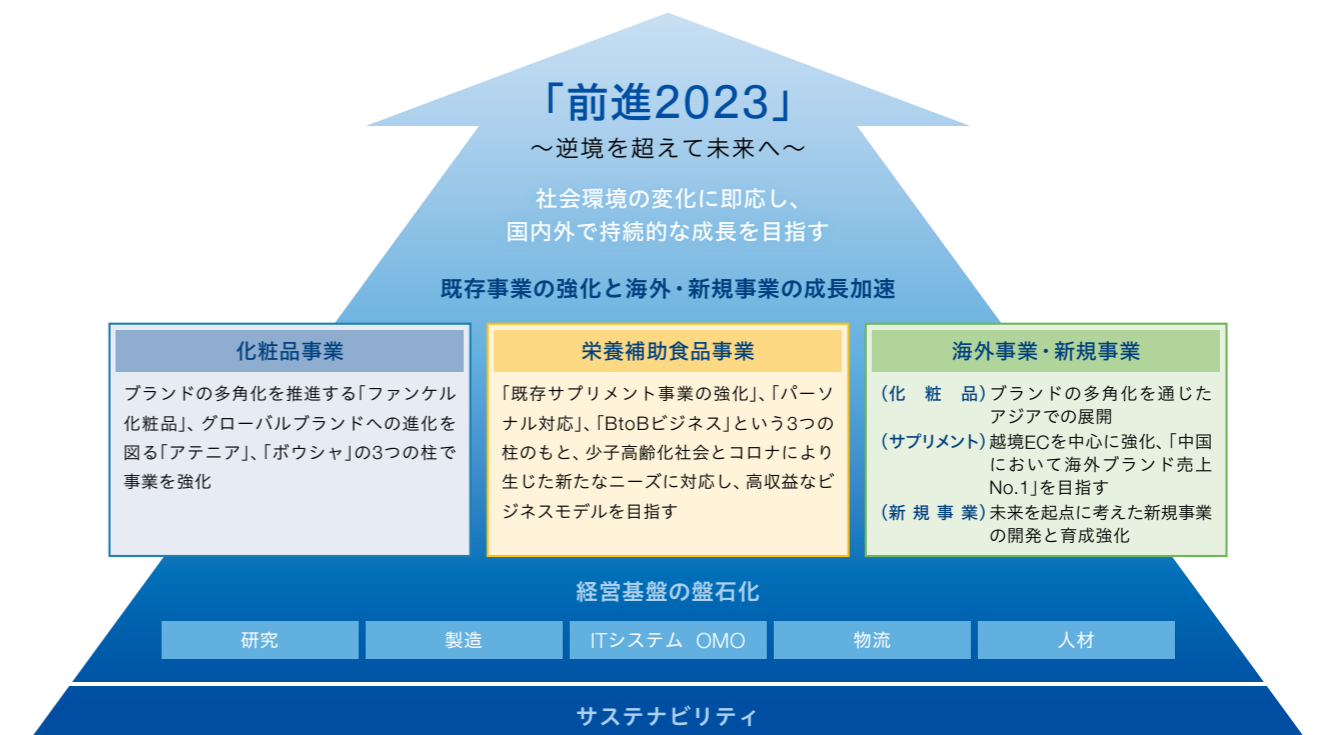 「前進2023」
~逆境を超えて未来へ~
社会環境の変化に即応し、
国内外で持続的な成長を目指す
既存事業の強化と海外・新規事業の成長加速
化粧品事業
ブランドの多角化を推進する「ファンケル
化粧品」、グローバルブランドへの進化を
図る「アテニア」、「ボウシャ」の3つの柱で
事業を強化
栄養補助食品事業
「既存サプリメント事業の強化」、「パーソ
ナル対応」、「BtoBビジネス」という3つの
柱のもと、少子高齢化社会とコロナにより
生じた新たなニーズに対応し、高収益なビ
ジネスモデルを目指す
海外事業・新規事業
(化粧品)ブランドの多角化を通じた
アジアでの展開
(サプリメント)越境ECを中心に強化、「中国
において海外ブランド売上
No.1」を目指す
(新規事業)未来を起点に考えた新規事業
の開発と育成強化
経営基盤の盤石化
研究
製造
ITシステム OMO
物流
人材
サステナビリティ